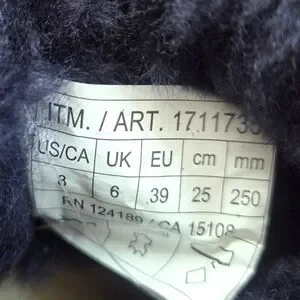 ITM. / ART. 171173
US/CA UK EU cm mm
8 6 39 25 250
RN 124189 / CA 15108